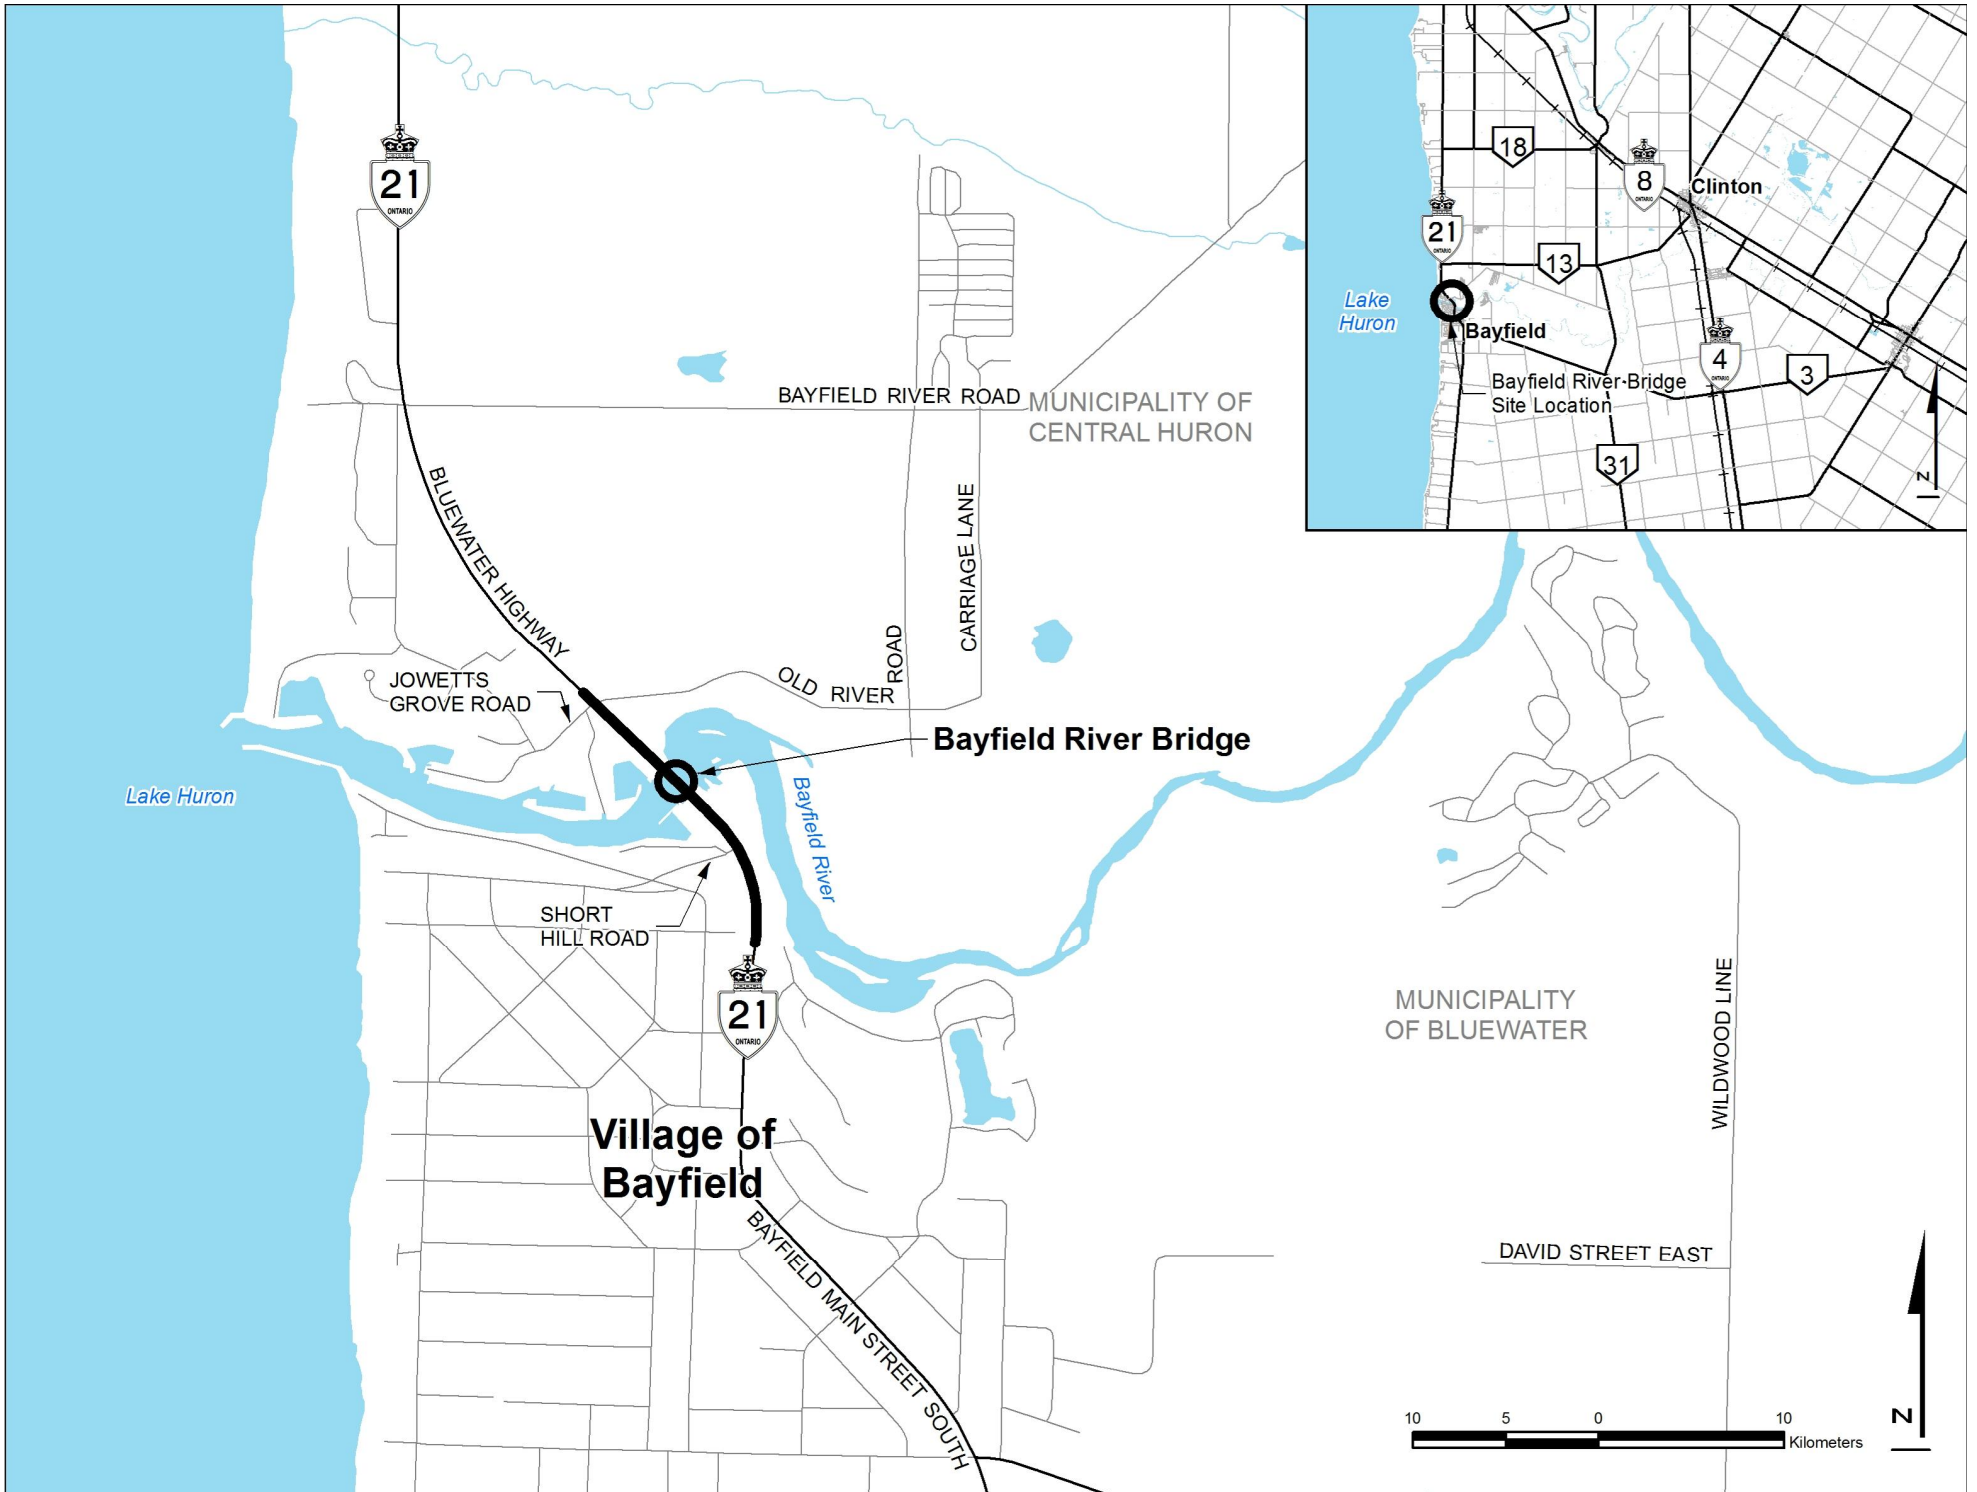 21
ONTARIO
BAYFIELD RIVER ROAD
MUNICIPALITY OF
CENTRAL HURON
BLUEWATER HIGHWAY
CARRIAGE LANE
JOWETTS
GROVE ROAD
OLD RIVER
ROAD
Bayfield River Bridge
Lake Huron
Bayfield River
SHORT
HILL ROAD
21
ONTARIO
MUNICIPALITY
OF BLUEWATER
WILDWOOD LINE
Village of
Bayfield
BAYFIELD MAIN STREET SOUTH
DAVID STREET EAST
10 5 0 10
Kilometers
N
18
8
ONTARIO
Clinton
21
ONTARIO
13
Lake
Huron
Bayfield
4
ONTARIO
3
Bayfield River-Bridge
Site Location
31
N